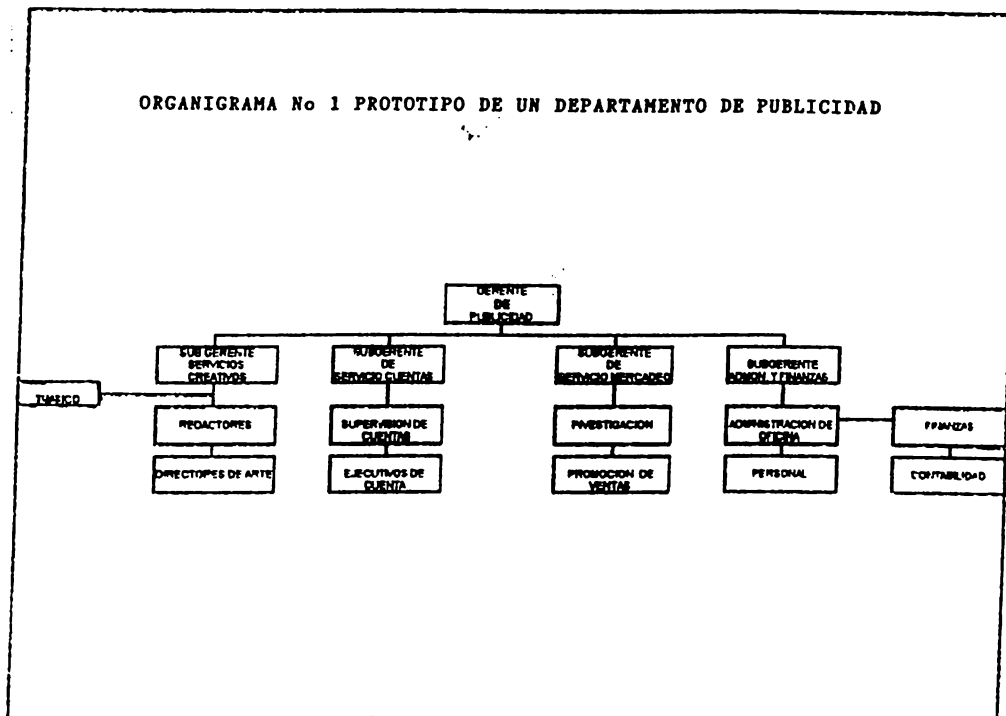 ORGANIGRAMA No 1 PROTOTIPO DE UN DEPARTAMENTO DE PUBLICIDAD
GERENTE
DE
PUBLICIDAD
SUB GERENTE
SERVICIOS
CREATIVOS
SUBGERENTE
DE
SERVICIO CUENTAS
SUBGERENTE
DE
SERVICIO MERCADEO
SUBGERENTE
ADMON. Y FINANZAS
REDACTORES
SUPERVISION DE
CUENTAS
INVESTIGACION
ADMINISTRACION DE
OFICINA
FINANZAS
DIRECTORES DE ARTE
EJECUTIVOS DE
CUENTA
PROMOCION DE
VENTAS
PERSONAL
CONTABILIDAD